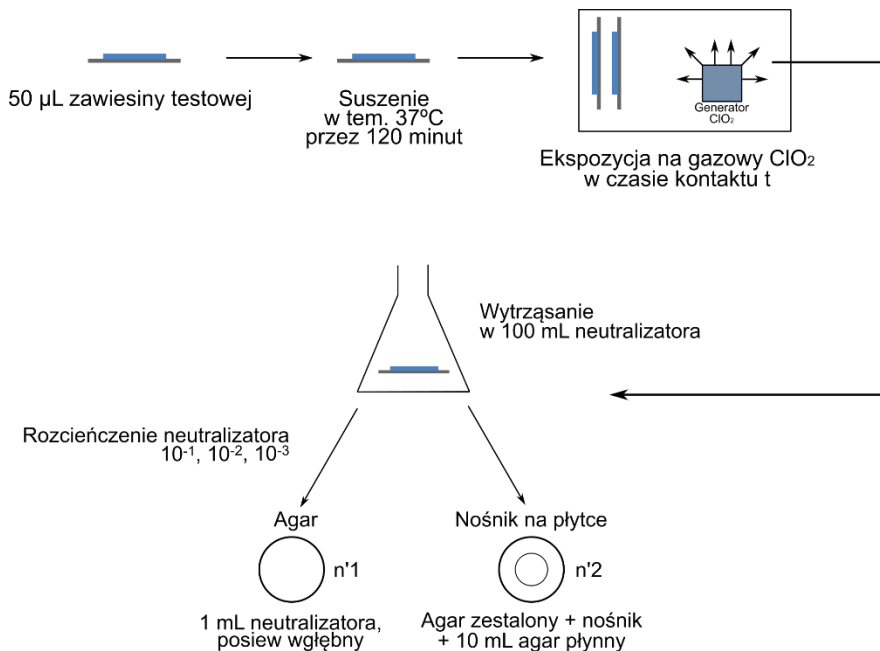 50 µL zawiesiny testowej
Suszenie
w tem. 37ºC
przez 120 minut
Generator
ClO₂
Ekspozycja na gazowy ClO₂
w czasie kontaktu t
Wytrząsanie
w 100 mL neutralizatora
Rozcieńczenie neutralizatora
10⁻¹, 10⁻², 10⁻³
Agar
n'1
1 mL neutralizatora,
posiew wgłębny
Nośnik na płytce
n'2
Agar zestalony + nośnik
+ 10 mL agar płynny